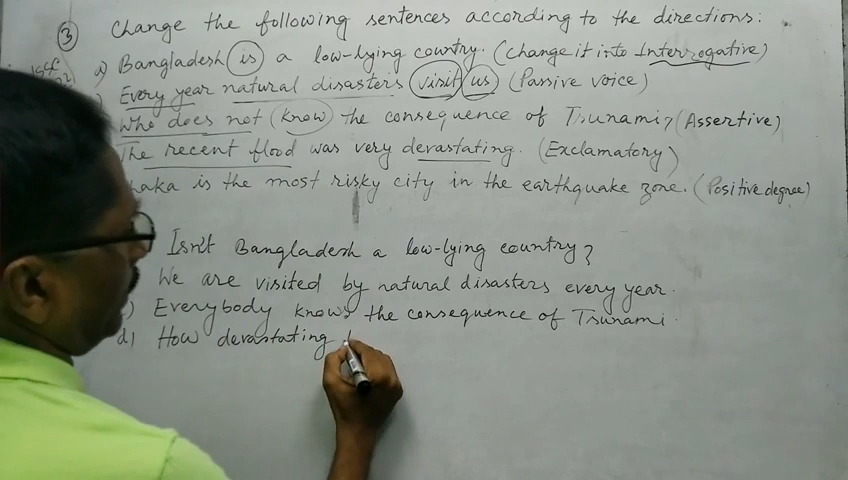 ③ Change the following sentences according to the directions:
a) Bangladesh is a low-lying country. (Change it into Interrogative)
Every year natural disasters visit us (Passive voice)
Who does not know the consequence of Tsunami? (Assertive)
The recent flood was very devastating. (Exclamatory)
haka is the most risky city in the earthquake zone. (Positive degree)
Isn't Bangladesh a low-lying country?
We are visited by natural disasters every year.
) Everybody knows the consequence of Tsunami.
d) How devastating